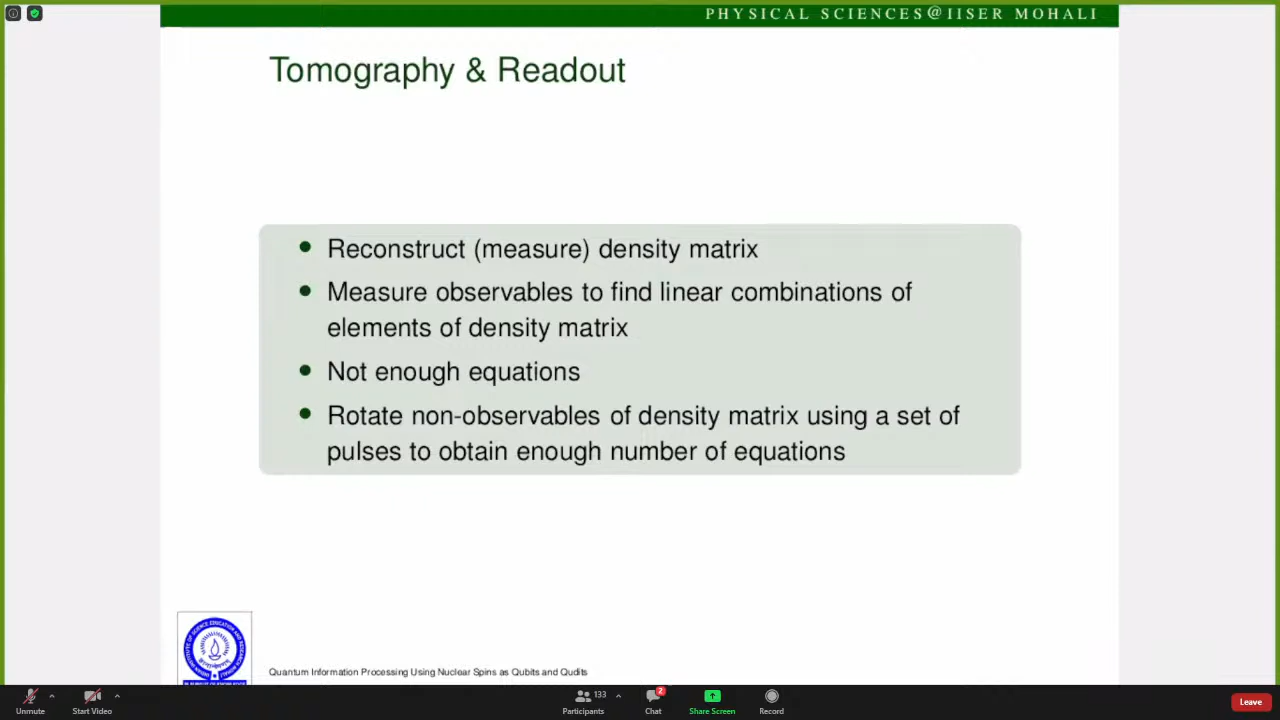 PHYSICAL SCIENCES@IISER MOHALI
Tomography & Readout
Reconstruct (measure) density matrix
Measure observables to find linear combinations of
elements of density matrix
Not enough equations
Rotate non-observables of density matrix using a set of
pulses to obtain enough number of equations
Quantum Information Processing Using Nuclear Spins as Qubits and Qudits
Unmute
Start Video
133
Participants
2
Chat
Share Screen
Record
Leave